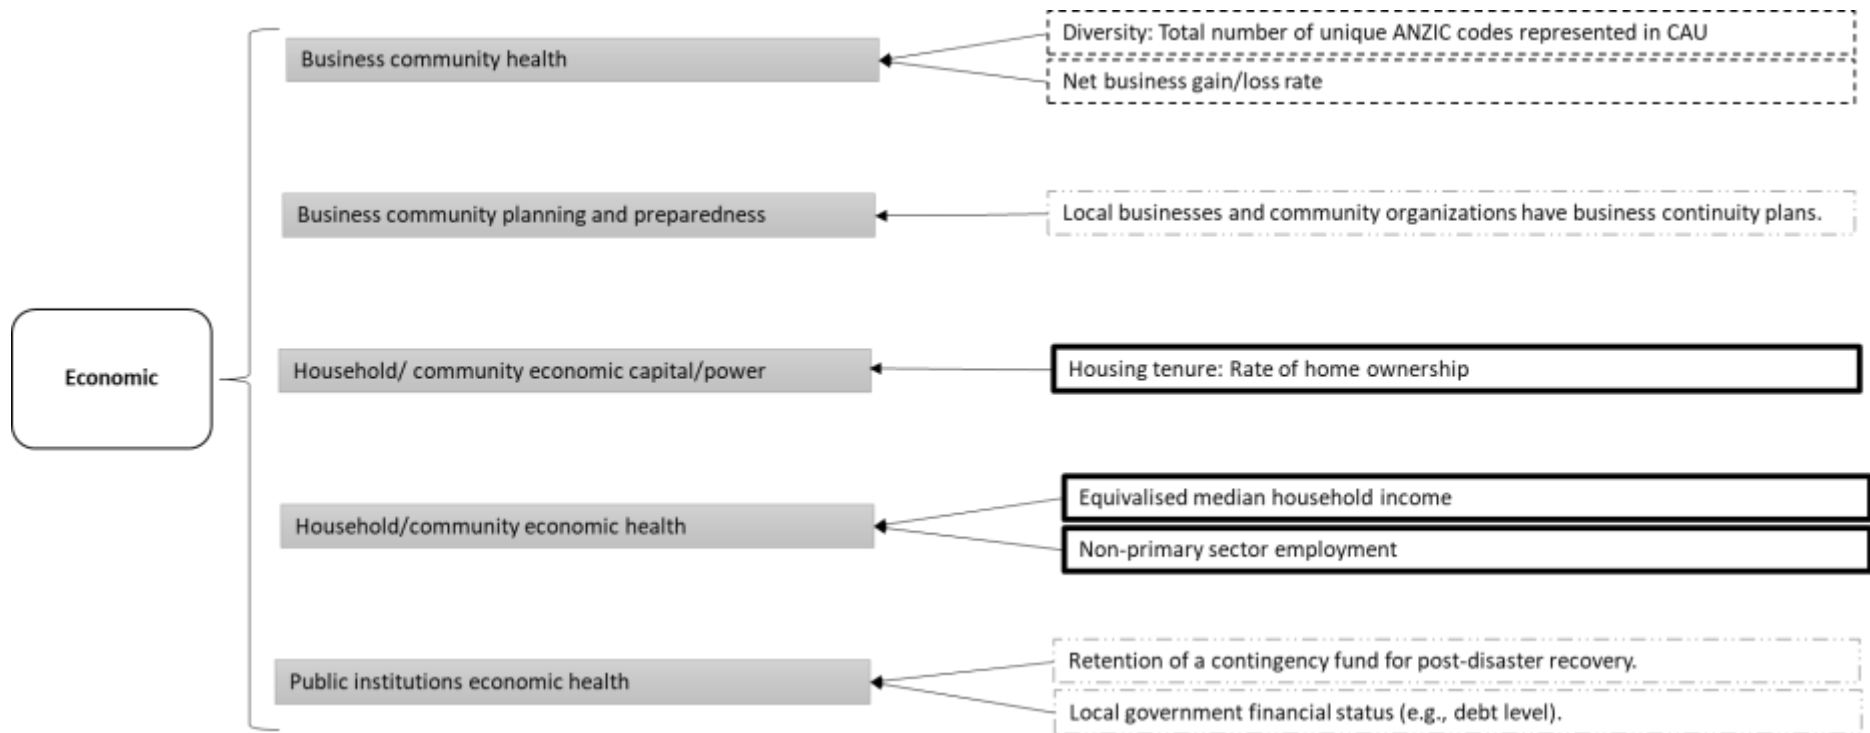 Economic
Business community health
Diversity: Total number of unique ANZIC codes represented in CAU
Net business gain/loss rate
Business community planning and preparedness
Local businesses and community organizations have business continuity plans.
Household/ community economic capital/power
Housing tenure: Rate of home ownership
Household/community economic health
Equivalised median household income
Non-primary sector employment
Public institutions economic health
Retention of a contingency fund for post-disaster recovery.
Local government financial status (e.g., debt level).